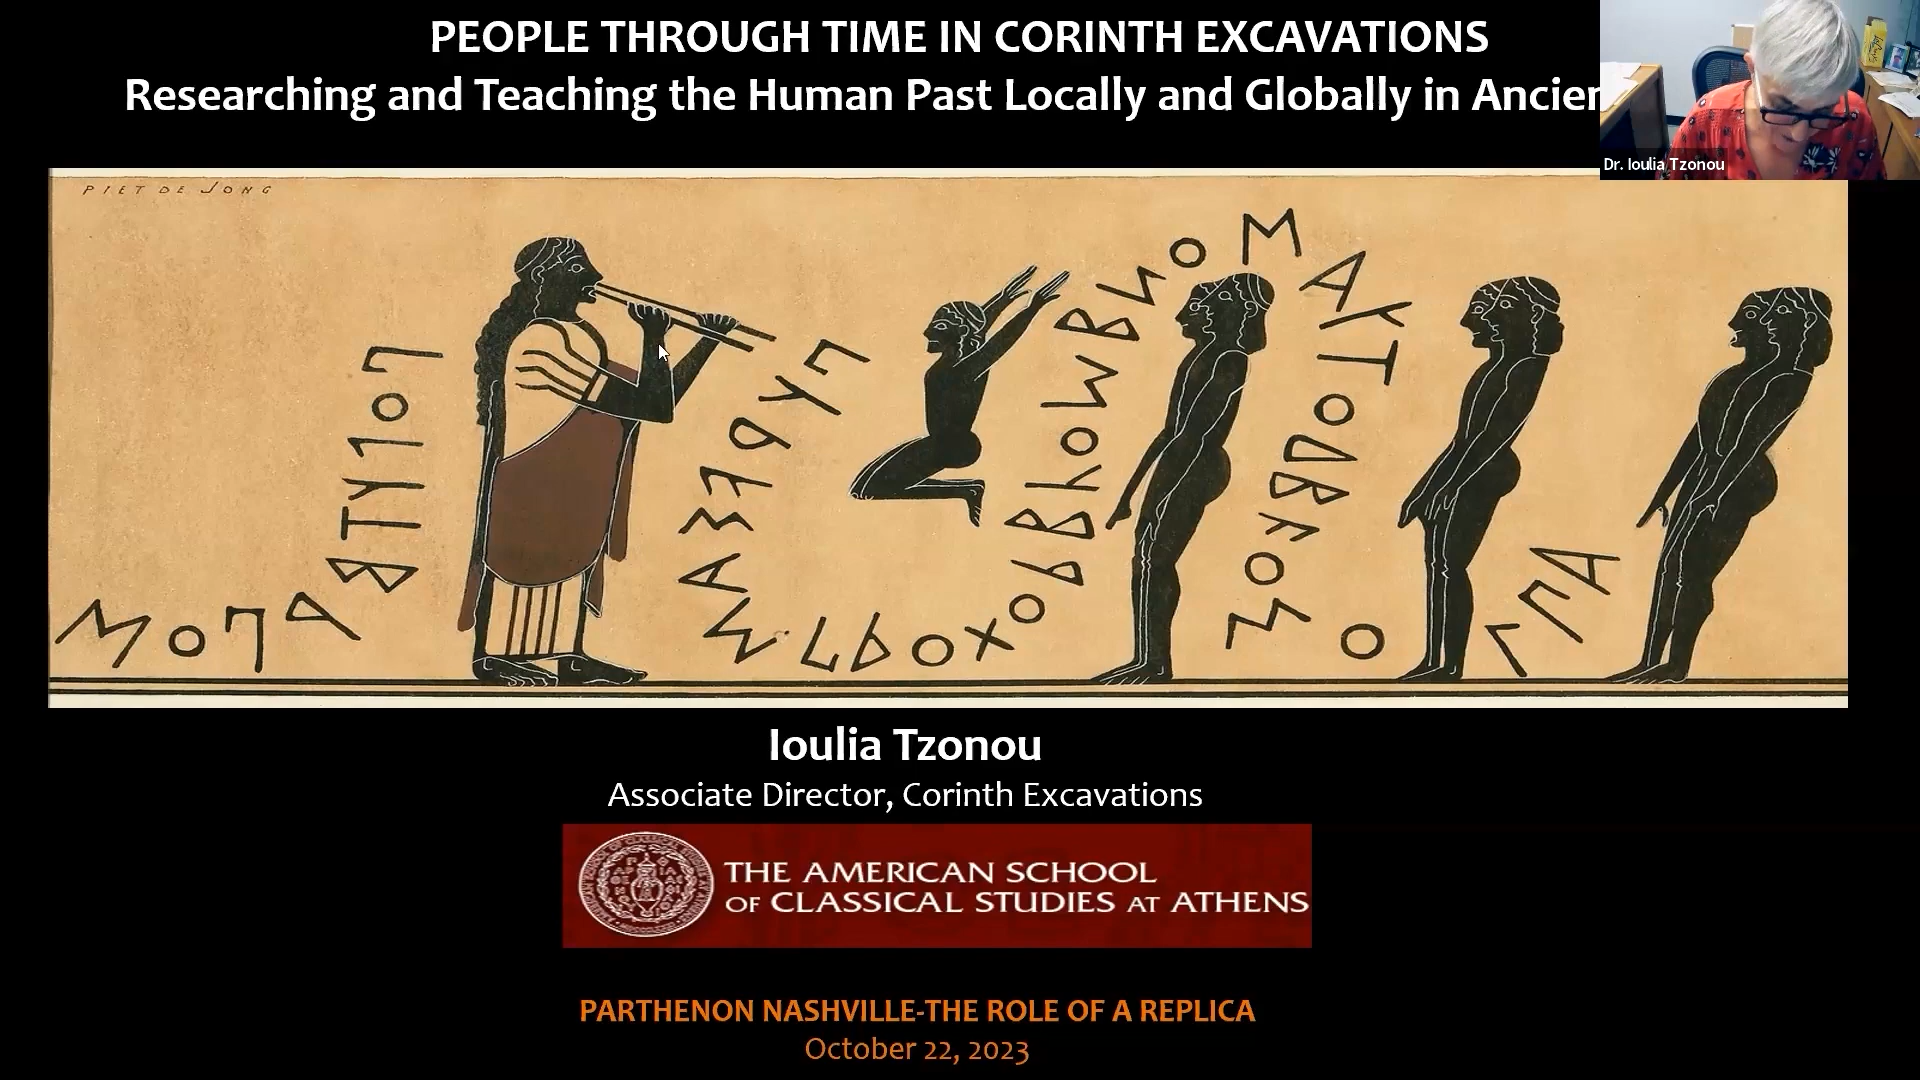 PEOPLE THROUGH TIME IN CORINTH EXCAVATIONS
Researching and Teaching the Human Past Locally and Globally in
Dr. Ioulia Tzonou
PIET DE JONG
Ioulia Tzonou
Associate Director, Corinth Excavations
THE AMERICAN SCHOOL
OF CLASSICAL STUDIES AT ATHENS
PARTHENON NASHVILLE-THE ROLE OF A REPLICA
October 22, 2023